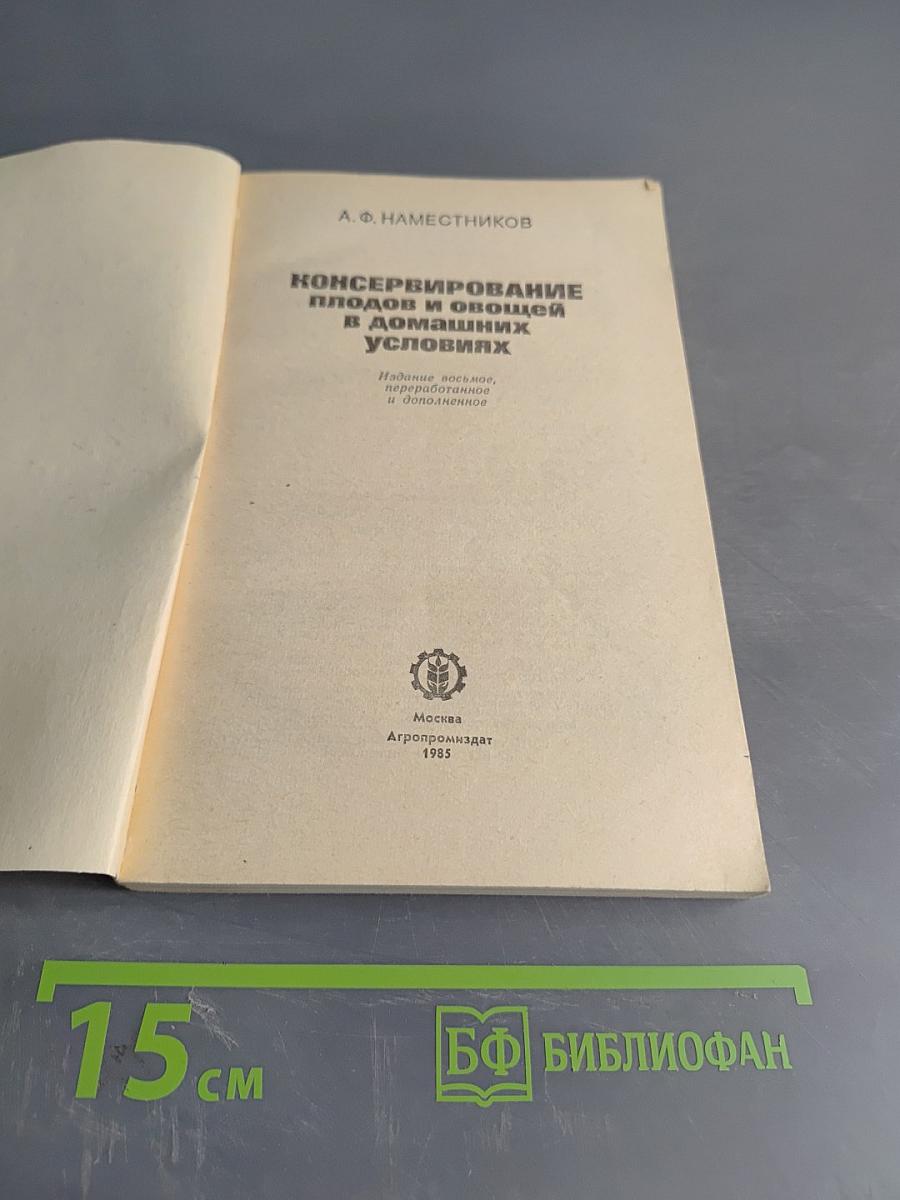 А. Ф. НАМЕСТНИКОВ
КОНСЕРВИРОВАНИЕ
ПЛОДОВ И ОВОЩЕЙ
В ДОМАШНИХ
УСЛОВИЯХ
Издание восьмое,
переработанное
и дополненное
Москва
Агропромиздат
1985
15 см
БФ БИБЛИОФАН